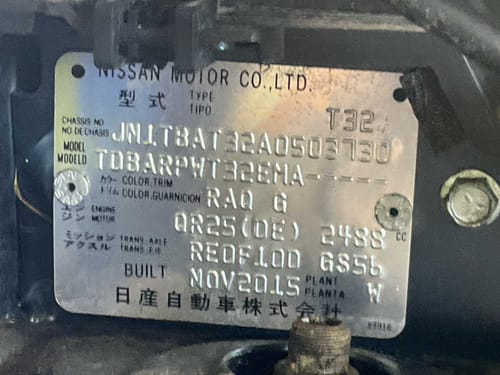 NISSAN MOTOR CO.,LTD.
型式 TYPE TIPO T32
CHASSIS NO NO DE CHASIS JN1TBAT32A0503730
MODEL MODELO TDBARPWT32EMA-----
カラー COLOR,TRIM トリム COLOR,GUARNICION RAQ G
エンジン ENGINE MOTOR QR25(DE) 2488 CC
ミッション TRANS.AXLE アクスル TRANS.EJE RE0F10D GS56
BUILT NOV2015 PLANT PLANTA W
日産自動車株式会社